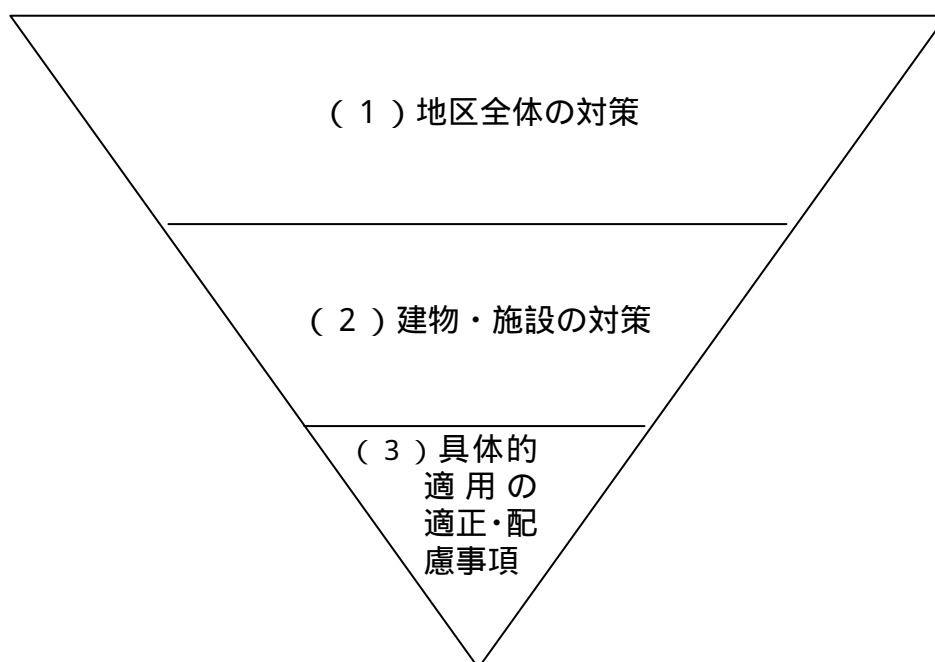 (1)地区全体の対策
(2)建物・施設の対策
(3)具体的
適用の
適正・配
慮事項